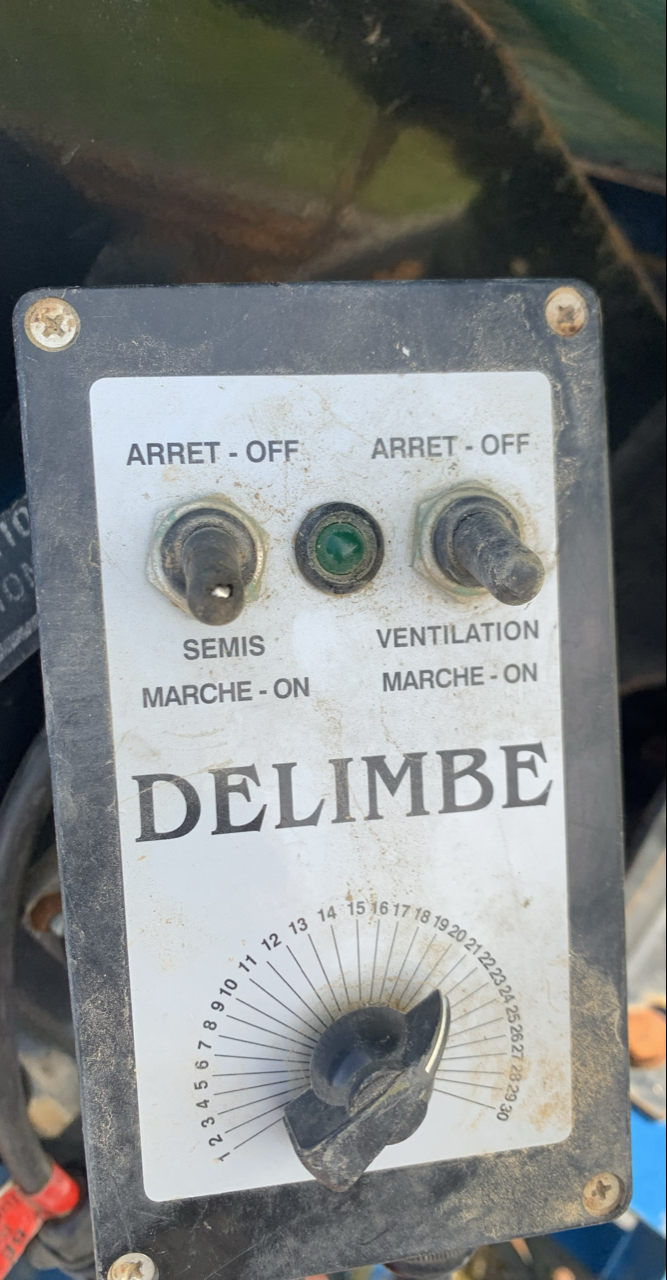 ARRET - OFF
ARRET - OFF
SEMIS
MARCHE - ON
VENTILATION
MARCHE - ON
DELIMBE
1 2 3 4 5 6 7 8 9 10 11 12 13 14 15 16 17 18 19 20 21 22 23 24 25 26 27 28 29 30